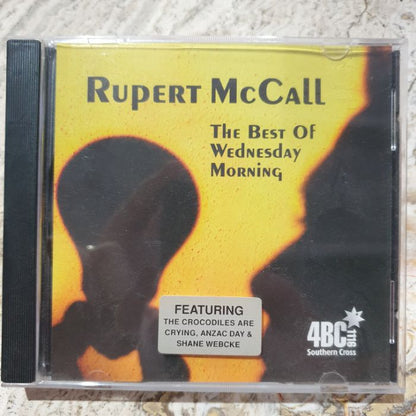 Rupert McCall
The Best Of
Wednesday
Morning
FEATURING
THE CROCODILES ARE
CRYING, ANZAC DAY &
SHANE WEBCKE
4BC 1116
Southern Cross